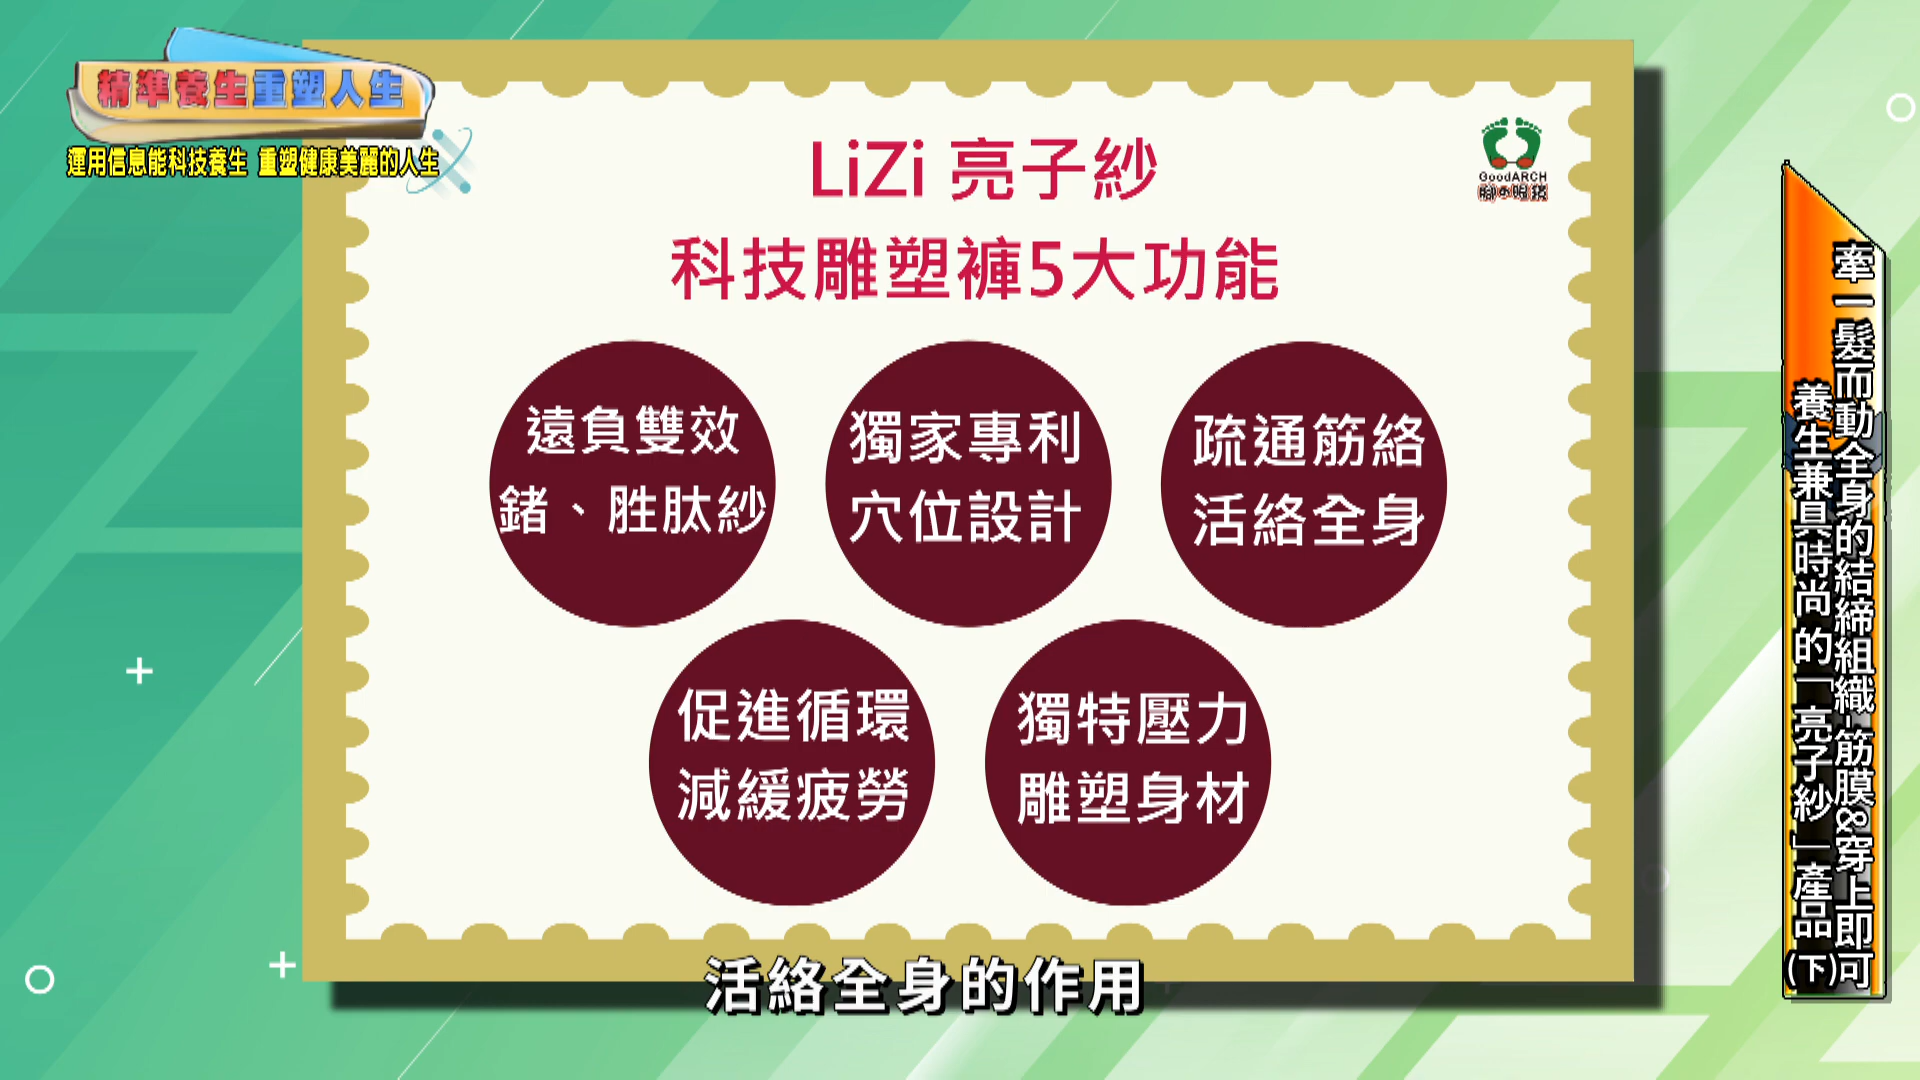 精準養生重塑人生
運用信息能科技養生 重塑健康美麗的人生
LiZi 亮子紗
科技雕塑褲5大功能
GoodARCH
腳的眼鏡
遠負雙效
鍺、胜肽紗
獨家專利
穴位設計
疏通筋絡
活絡全身
促進循環
減緩疲勞
獨特壓力
雕塑身材
牽一髮而動全身的結締組織-筋膜&穿上即可
養生兼具時尚的「亮子紗」產品(下)
活絡全身的作用